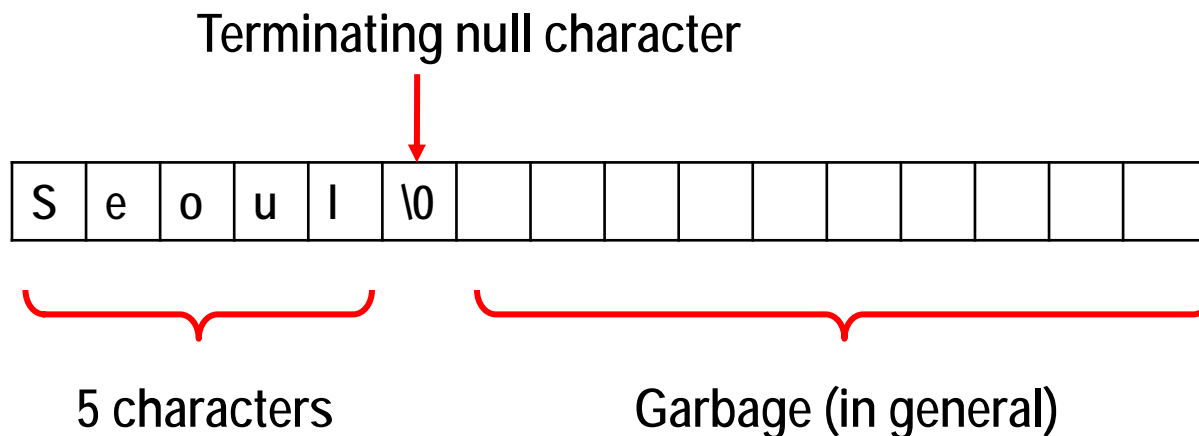 Terminating null character
S e o u l \0
5 characters
Garbage (in general)